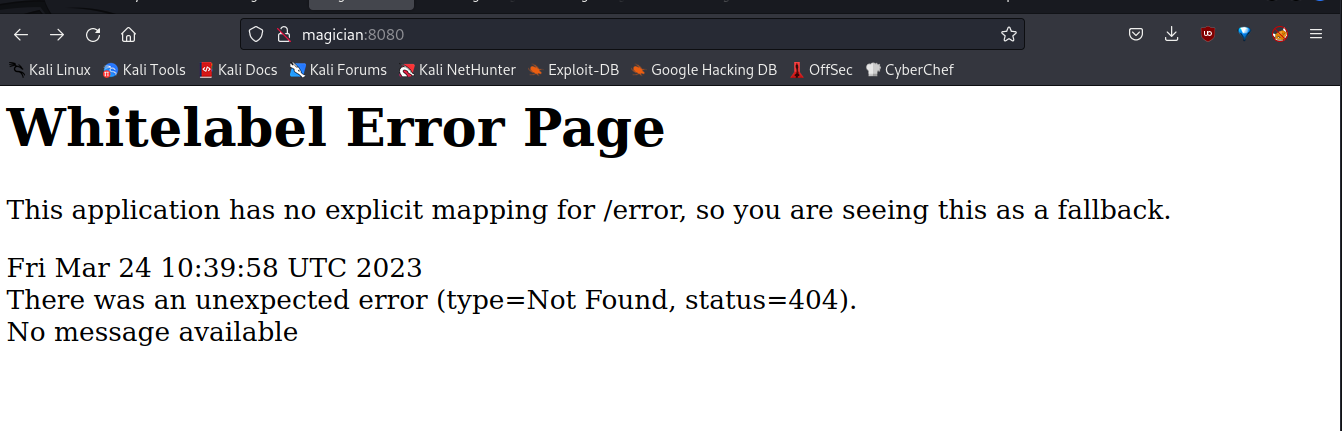 magician:8080
Kali Linux Kali Tools Kali Docs Kali Forums Kali NetHunter Exploit-DB Google Hacking DB OffSec CyberChef
Whitelabel Error Page
This application has no explicit mapping for /error, so you are seeing this as a fallback.
Fri Mar 24 10:39:58 UTC 2023
There was an unexpected error (type=Not Found, status=404).
No message available